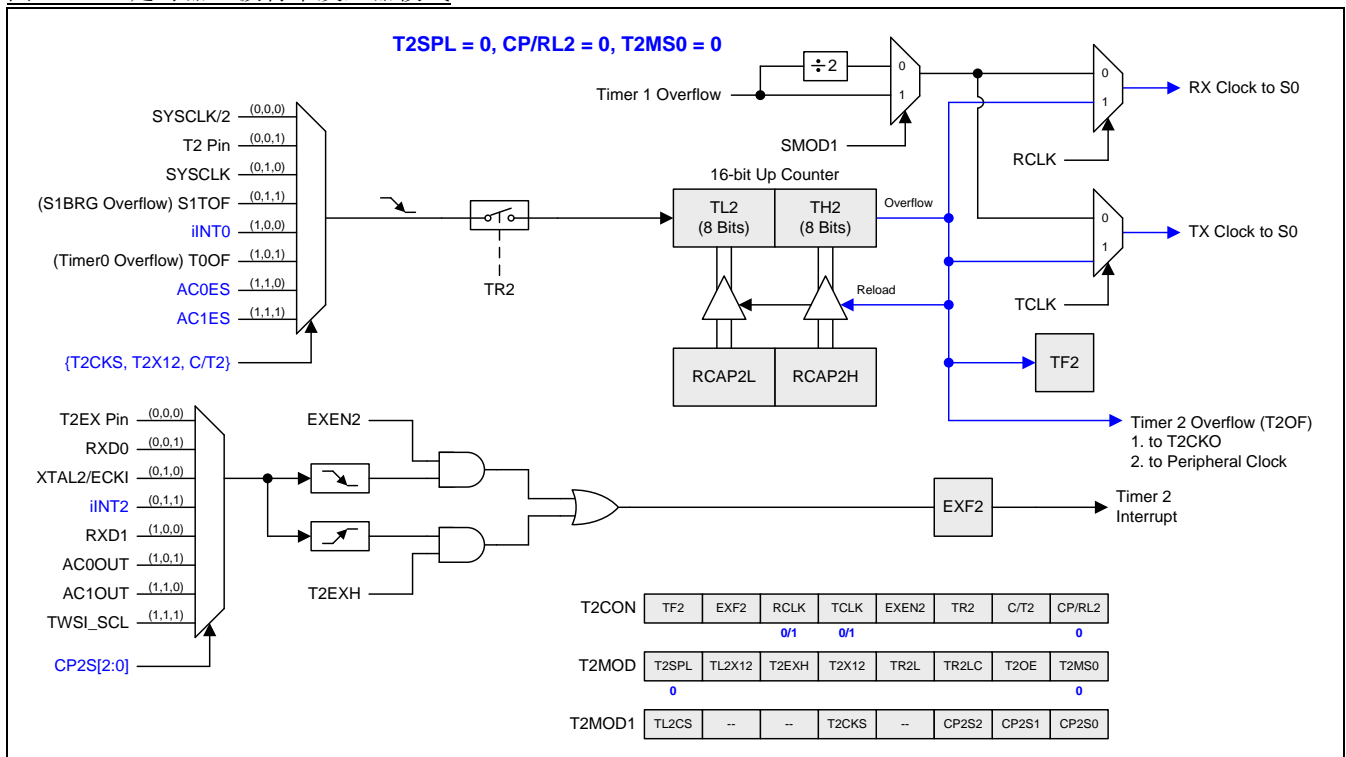 T2SPL = 0, CP/RL2 = 0, T2MS0 = 0
÷2
0
1
Timer 1 Overflow
SMOD1
0
1
RX Clock to S0
RCLK
SYSCLK/2 (0,0,0)
T2 Pin (0,0,1)
SYSCLK (0,1,0)
(S1BRG Overflow) S1TOF (0,1,1)
iINT0 (1,0,0)
(Timer0 Overflow) T0OF (1,0,1)
AC0ES (1,1,0)
AC1ES (1,1,1)
{T2CKS, T2X12, C/T2}
TR2
16-bit Up Counter
TL2
(8 Bits)
TH2
(8 Bits)
Overflow
Reload
RCAP2L
RCAP2H
0
1
TX Clock to S0
TCLK
TF2
Timer 2 Overflow (T2OF)
1. to T2CKO
2. to Peripheral Clock
T2EX Pin (0,0,0)
RXD0 (0,0,1)
XTAL2/ECKI (0,1,0)
iINT2 (0,1,1)
RXD1 (1,0,0)
AC0OUT (1,0,1)
AC1OUT (1,1,0)
TWSI_SCL (1,1,1)
CP2S[2:0]
EXEN2
T2EXH
EXF2
Timer 2
Interrupt
T2CON TF2 EXF2 RCLK TCLK EXEN2 TR2 C/T2 CP/RL2
0/1 0/1 0
T2MOD T2SPL TL2X12 T2EXH T2X12 TR2L TR2LC T2OE T2MS0
0 0
T2MOD1 TL2CS -- -- T2CKS -- CP2S2 CP2S1 CP2S0